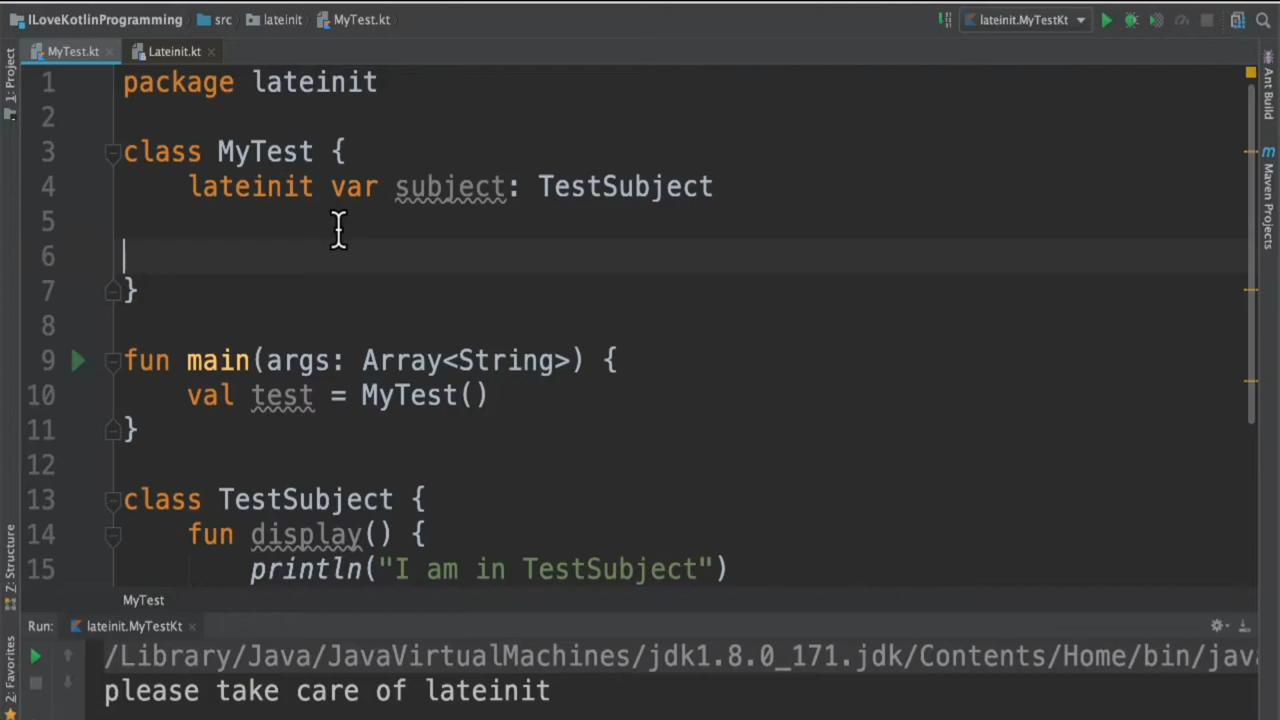 ILoveKotlinProgramming src lateinit MyTest.kt lateinit.MyTestKt
MyTest.kt Lateinit.kt
1: Project
Ant Build
Maven Projects
1 package lateinit
2
3 class MyTest {
4 lateinit var subject: TestSubject
5
6
7 }
8
9 fun main(args: Array<String>) {
10 val test = MyTest()
11 }
12
13 class TestSubject {
14 fun display() {
15 println("I am in TestSubject")
MyTest
Z: Structure
2: Favorites
Run: lateinit.MyTestKt
/Library/Java/JavaVirtualMachines/jdk1.8.0_171.jdk/Contents/Home/bin/java
please take care of lateinit